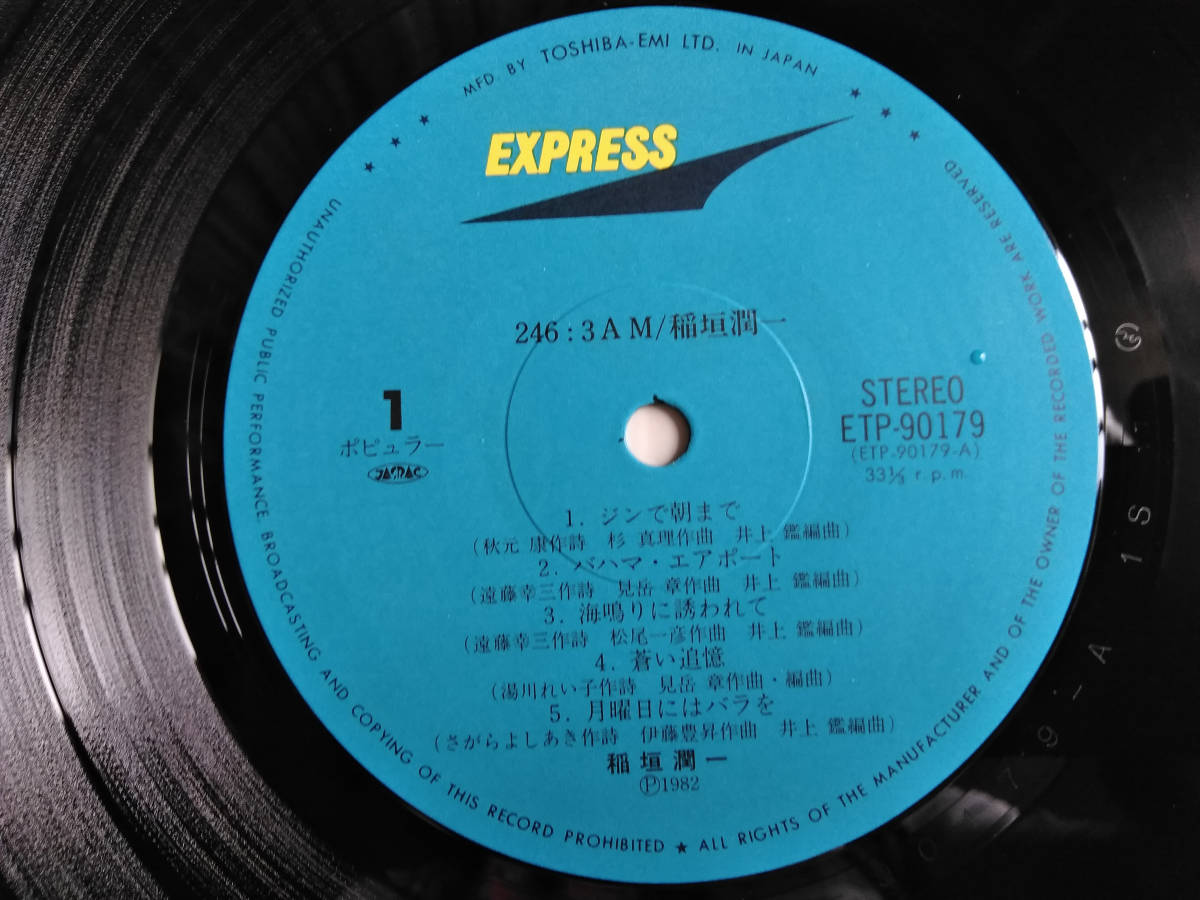 MFD. BY TOSHIBA-EMI LTD. IN JAPAN
EXPRESS
246 : 3 A M/稲垣潤一
1
ポピュラー
JASRAC
STEREO
ETP-90179
(ETP-90179-A)
33⅓ r.p.m.
1. ジンで朝まで
(秋元 康作詩 杉 真理作曲 井上 鑑編曲)
2. バハマ・エアポート
(遠藤幸三作詩 見岳 章作曲 井上 鑑編曲)
3. 海鳴りに誘われて
(遠藤幸三作詩 松尾一彦作曲 井上 鑑編曲)
4. 蒼い追憶
(湯川れい子作詩 見岳 章作曲・編曲)
5. 月曜日にはバラを
(さがらよしあき作詩 伊藤豊昇作曲 井上 鑑編曲)
稲垣潤一
Ⓟ1982
★ ★ ★ UNAUTHORIZED PUBLIC PERFORMANCE. BROADCASTING AND COPYING OF THIS RECORD PROHIBITED ★ ALL RIGHTS OF THE MANUFACTURER AND OF THE OWNER OF THE RECORDED WORK ARE RESERVED ★ ★ ★
0179-A 1S